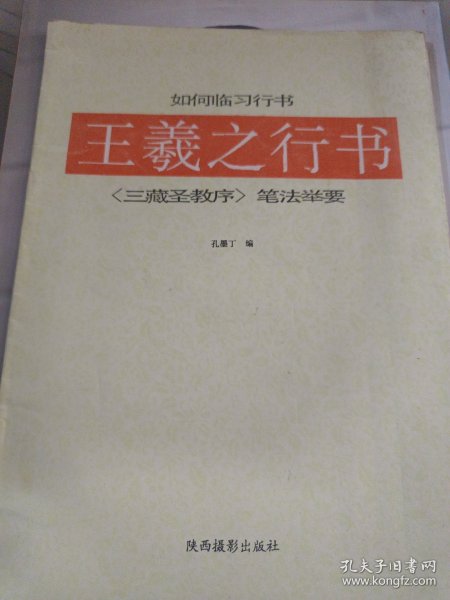 如何临习行书
王羲之行书
〈三藏圣教序〉笔法举要
孔墨丁 编
陕西摄影出版社
孔夫子旧书网
www.kongfz.com